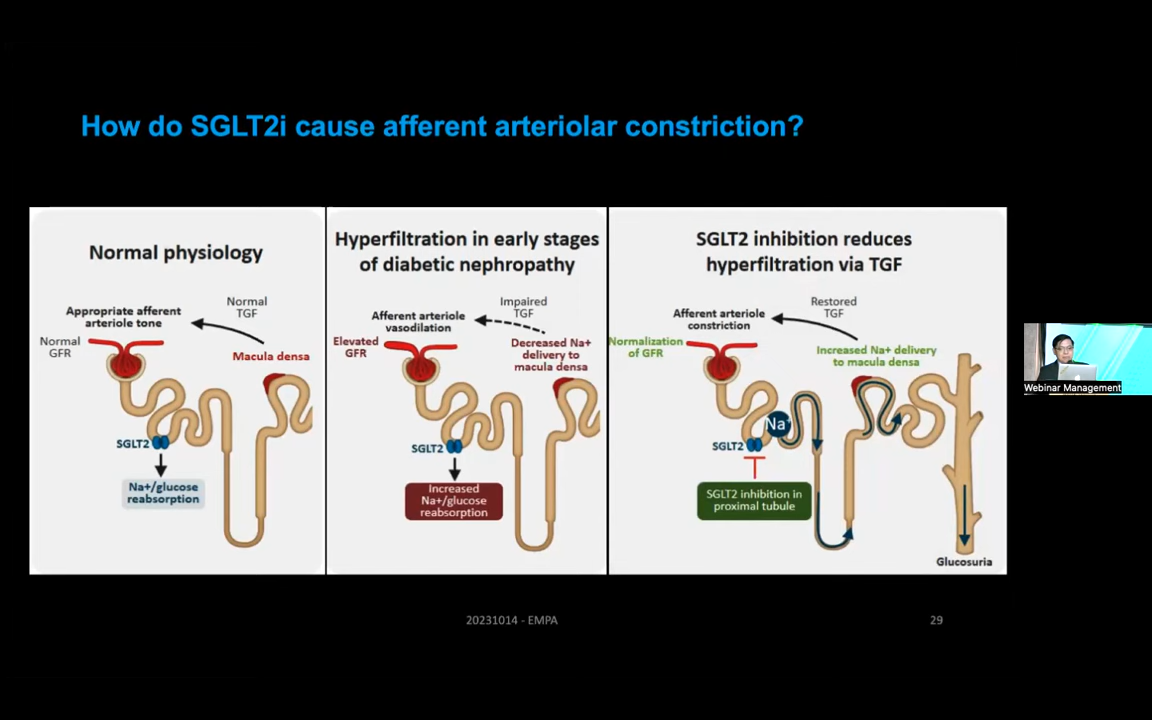 How do SGLT2i cause afferent arteriolar constriction?
Normal physiology
Appropriate afferent
arteriole tone
Normal
TGF
Normal
GFR
Macula densa
SGLT2
Na+/glucose
reabsorption
Hyperfiltration in early stages
of diabetic nephropathy
Afferent arteriole
vasodilation
Impaired
TGF
Elevated
GFR
Decreased Na+
delivery to
macula densa
SGLT2
Increased
Na+/glucose
reabsorption
SGLT2 inhibition reduces
hyperfiltration via TGF
Afferent arteriole
constriction
Restored
TGF
Normalization
of GFR
Increased Na+ delivery
to macula densa
Na+
SGLT2
SGLT2 inhibition in
proximal tubule
Glucosuria
Webinar Management
20231014 - EMPA
29